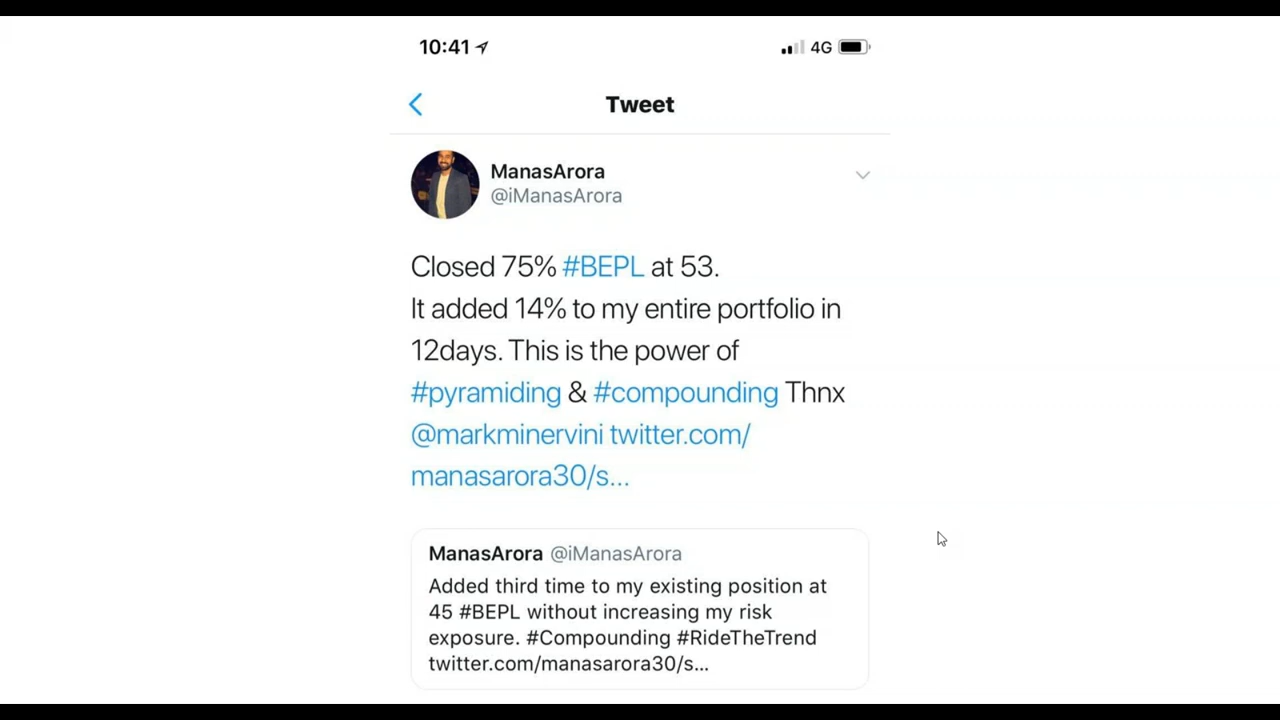 10:41
4G
Tweet
ManasArora
@iManasArora
Closed 75% #BEPL at 53.
It added 14% to my entire portfolio in
12days. This is the power of
#pyramiding & #compounding Thnx
@markminervini twitter.com/
manasarora30/s...
ManasArora @iManasArora
Added third time to my existing position at
45 #BEPL without increasing my risk
exposure. #Compounding #RideTheTrend
twitter.com/manasarora30/s...